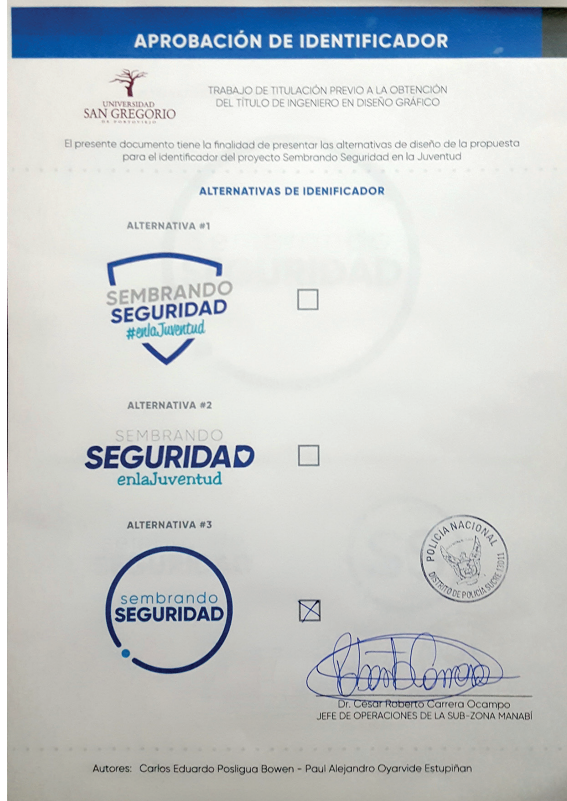 APROBACIÓN DE IDENTIFICADOR
UNIVERSIDAD
SAN GREGORIO
DE PORTOVIEJO
TRABAJO DE TITULACIÓN PREVIO A LA OBTENCIÓN
DEL TÍTULO DE INGENIERO EN DISEÑO GRÁFICO
El presente documento tiene la finalidad de presentar las alternativas de diseño de la propuesta
para el identificador del proyecto Sembrando Seguridad en la Juventud
ALTERNATIVAS DE IDENIFICADOR
ALTERNATIVA #1
SEMBRANDO
SEGURIDAD
#enlaJuventud
ALTERNATIVA #2
SEMBRANDO
SEGURIDAD
enlaJuventud
ALTERNATIVA #3
sembrando
SEGURIDAD
POLICIA NACIONAL
DISTRITO DE POLICIA SUCRE
Dr. Cesar Roberto Carrera Ocampo
JEFE DE OPERACIONES DE LA SUB-ZONA MANABÍ
Autores: Carlos Eduardo Posligua Bowen - Paul Alejandro Oyarvide Estupiñan